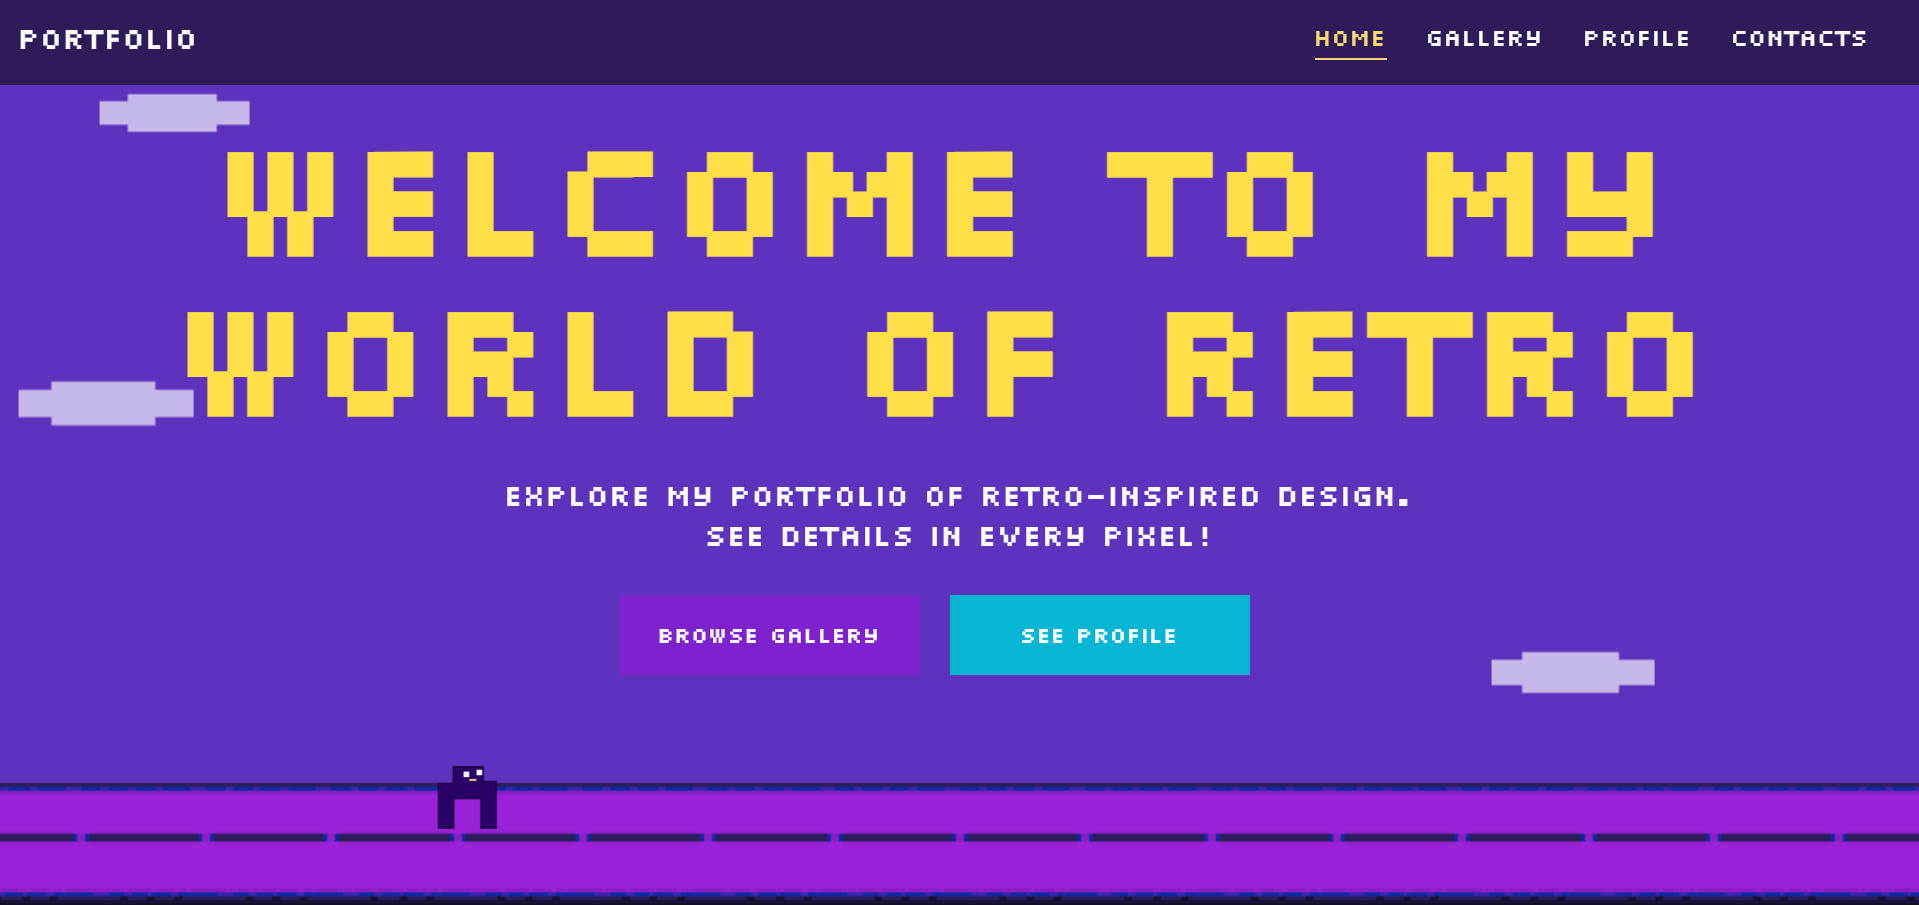 PORTFOLIO
HOME GALLERY PROFILE CONTACTS
WELCOME TO MY
WORLD OF RETRO
EXPLORE MY PORTFOLIO OF RETRO-INSPIRED DESIGN.
SEE DETAILS IN EVERY PIXEL!
BROWSE GALLERY
SEE PROFILE